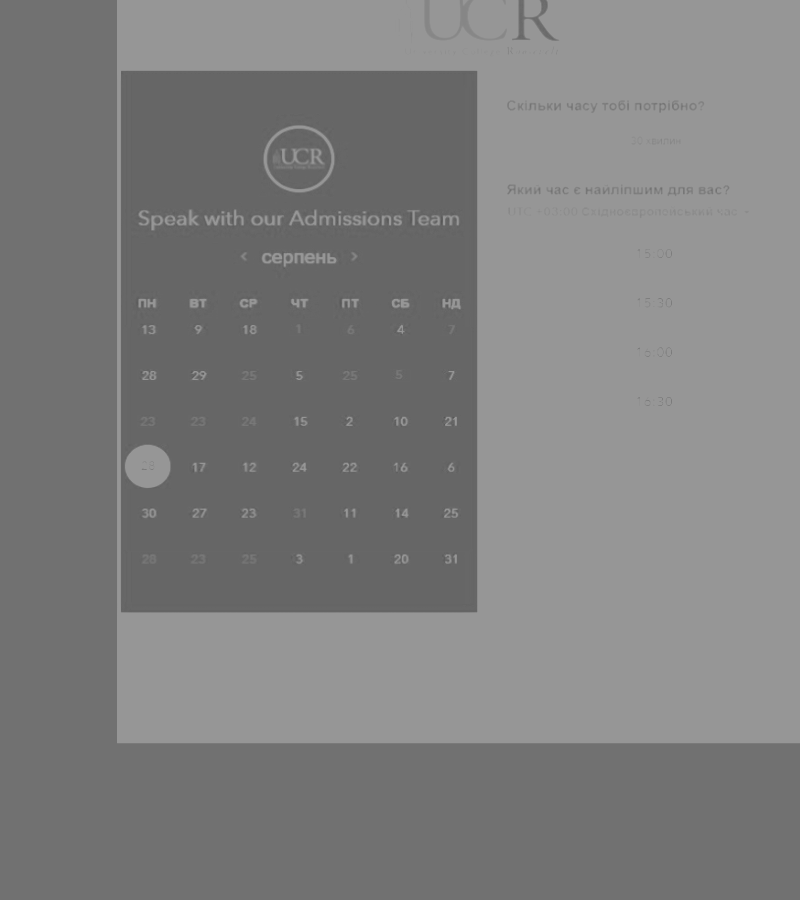 UCR
Скільки часу тобі потрібно?
30 хвилин
UCR
Який час є найліпшим для вас?
UTC +03:00 Східноєвропейський час
Speak with our Admissions Team
15:00
серпень
15:30
ПН ВТ СР ЧТ ПТ СБ НД
13 9 18 1 6 4 7
16:00
28 29 25 5 25 5 7
16:30
23 23 24 15 2 10 21
17 12 24 22 16 6
30 27 23 31 11 14 25
28 23 25 3 1 20 31